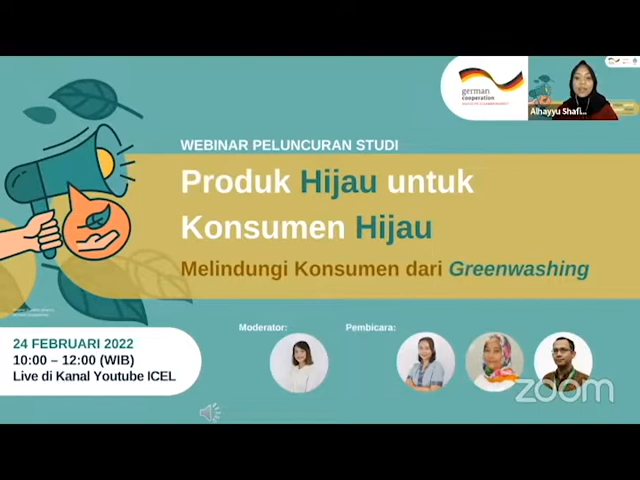 german
cooperation
Alhayyu Shafi...
WEBINAR PELUNCURAN STUDI
Produk Hijau untuk
Konsumen Hijau
Melindungi Konsumen dari Greenwashing
24 FEBRUARI 2022
10:00 – 12:00 (WIB)
Live di Kanal Youtube ICEL
Moderator:
Pembicara:
zoom